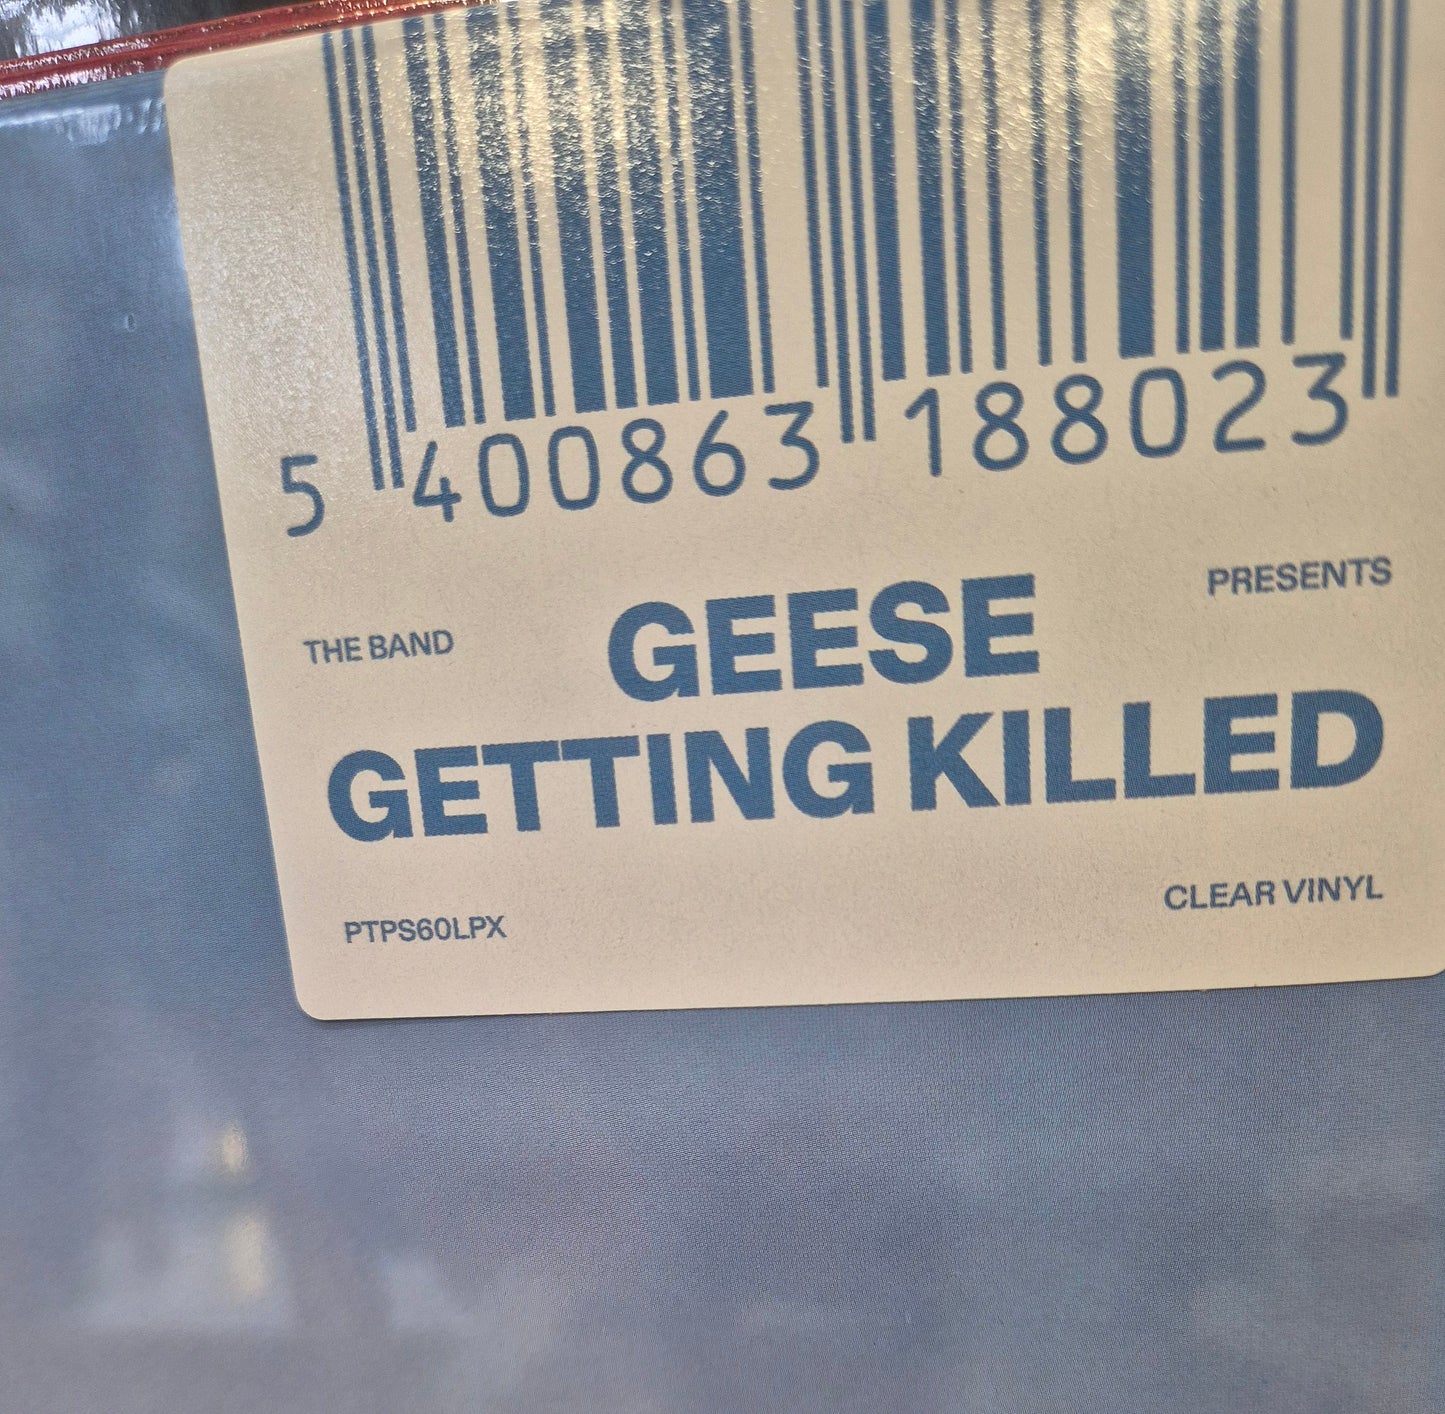 5 400863 188023
THE BAND GEESE PRESENTS
GETTING KILLED
PTPS60LPX CLEAR VINYL